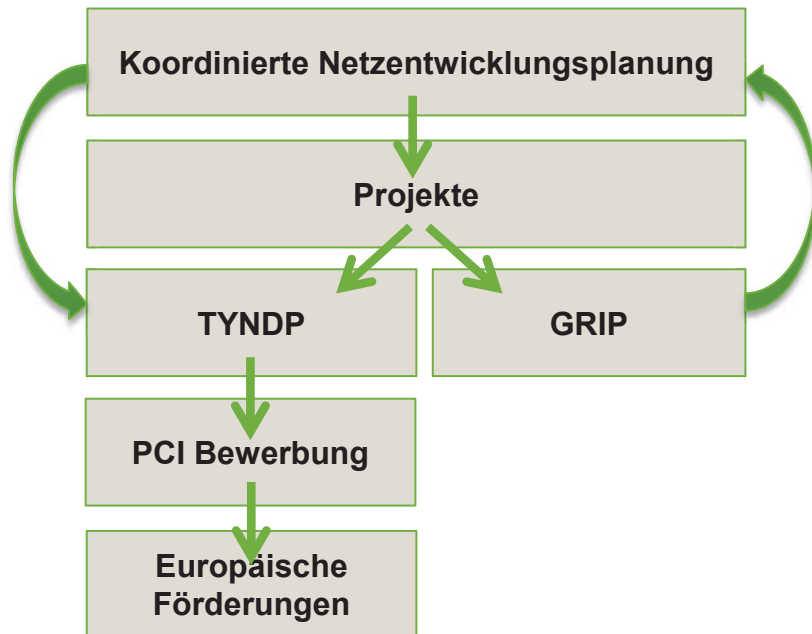 Koordinierte Netzentwicklungsplanung
Projekte
TYNDP
GRIP
PCI Bewerbung
Europäische
Förderungen